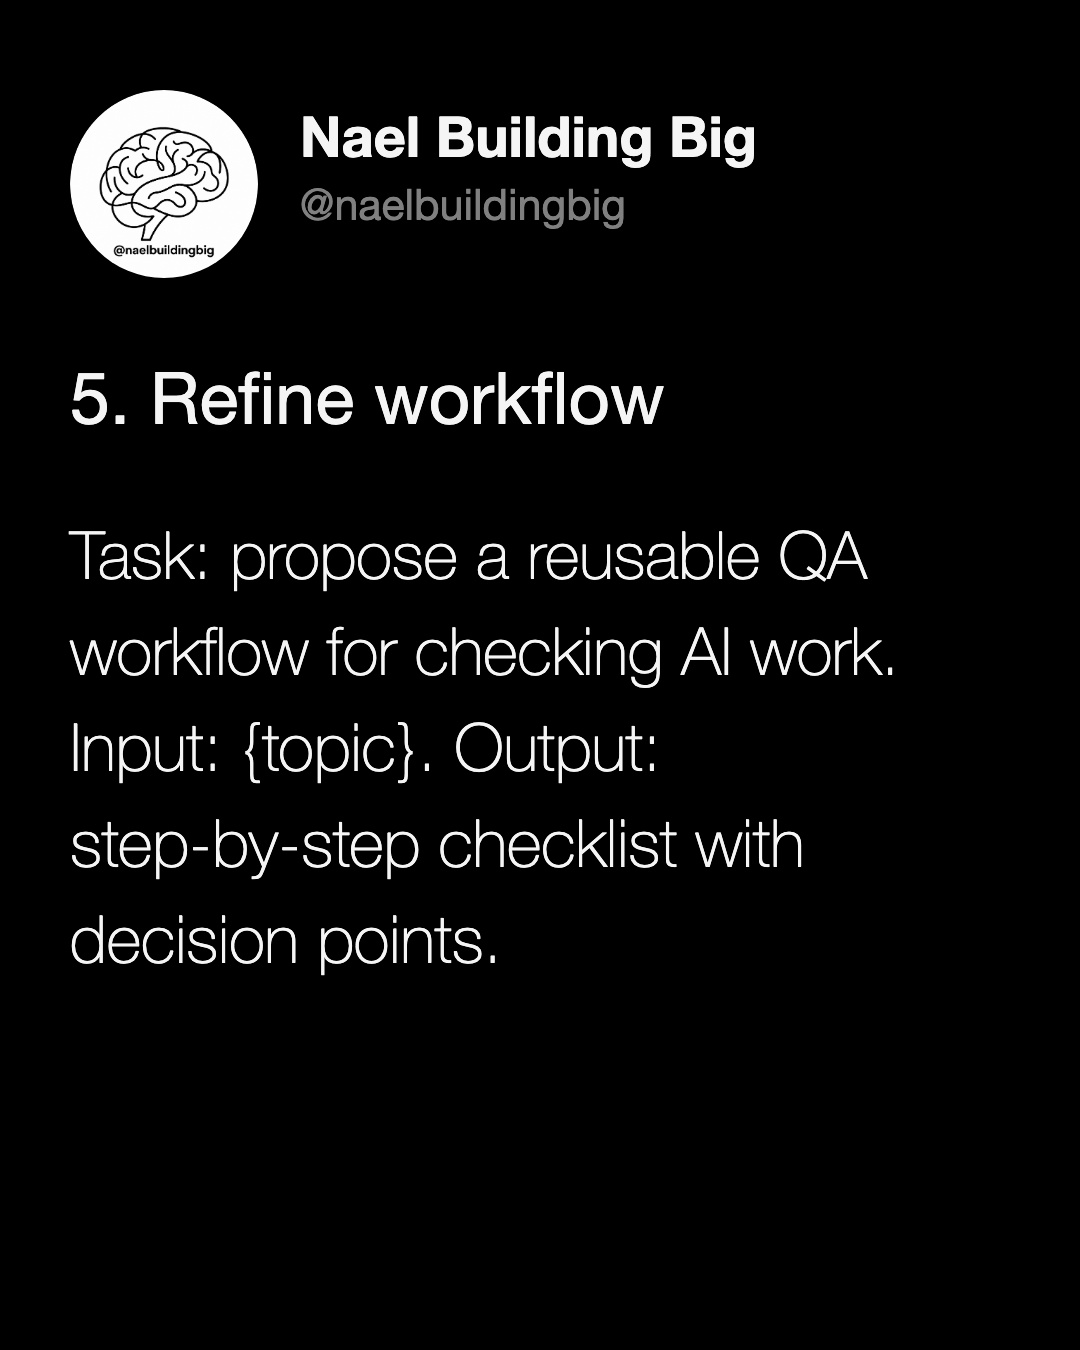 Nael Building Big
@naelbuildingbig
@naelbuildingbig
5. Refine workflow
Task: propose a reusable QA
workflow for checking AI work.
Input: {topic}. Output:
step-by-step checklist with
decision points.